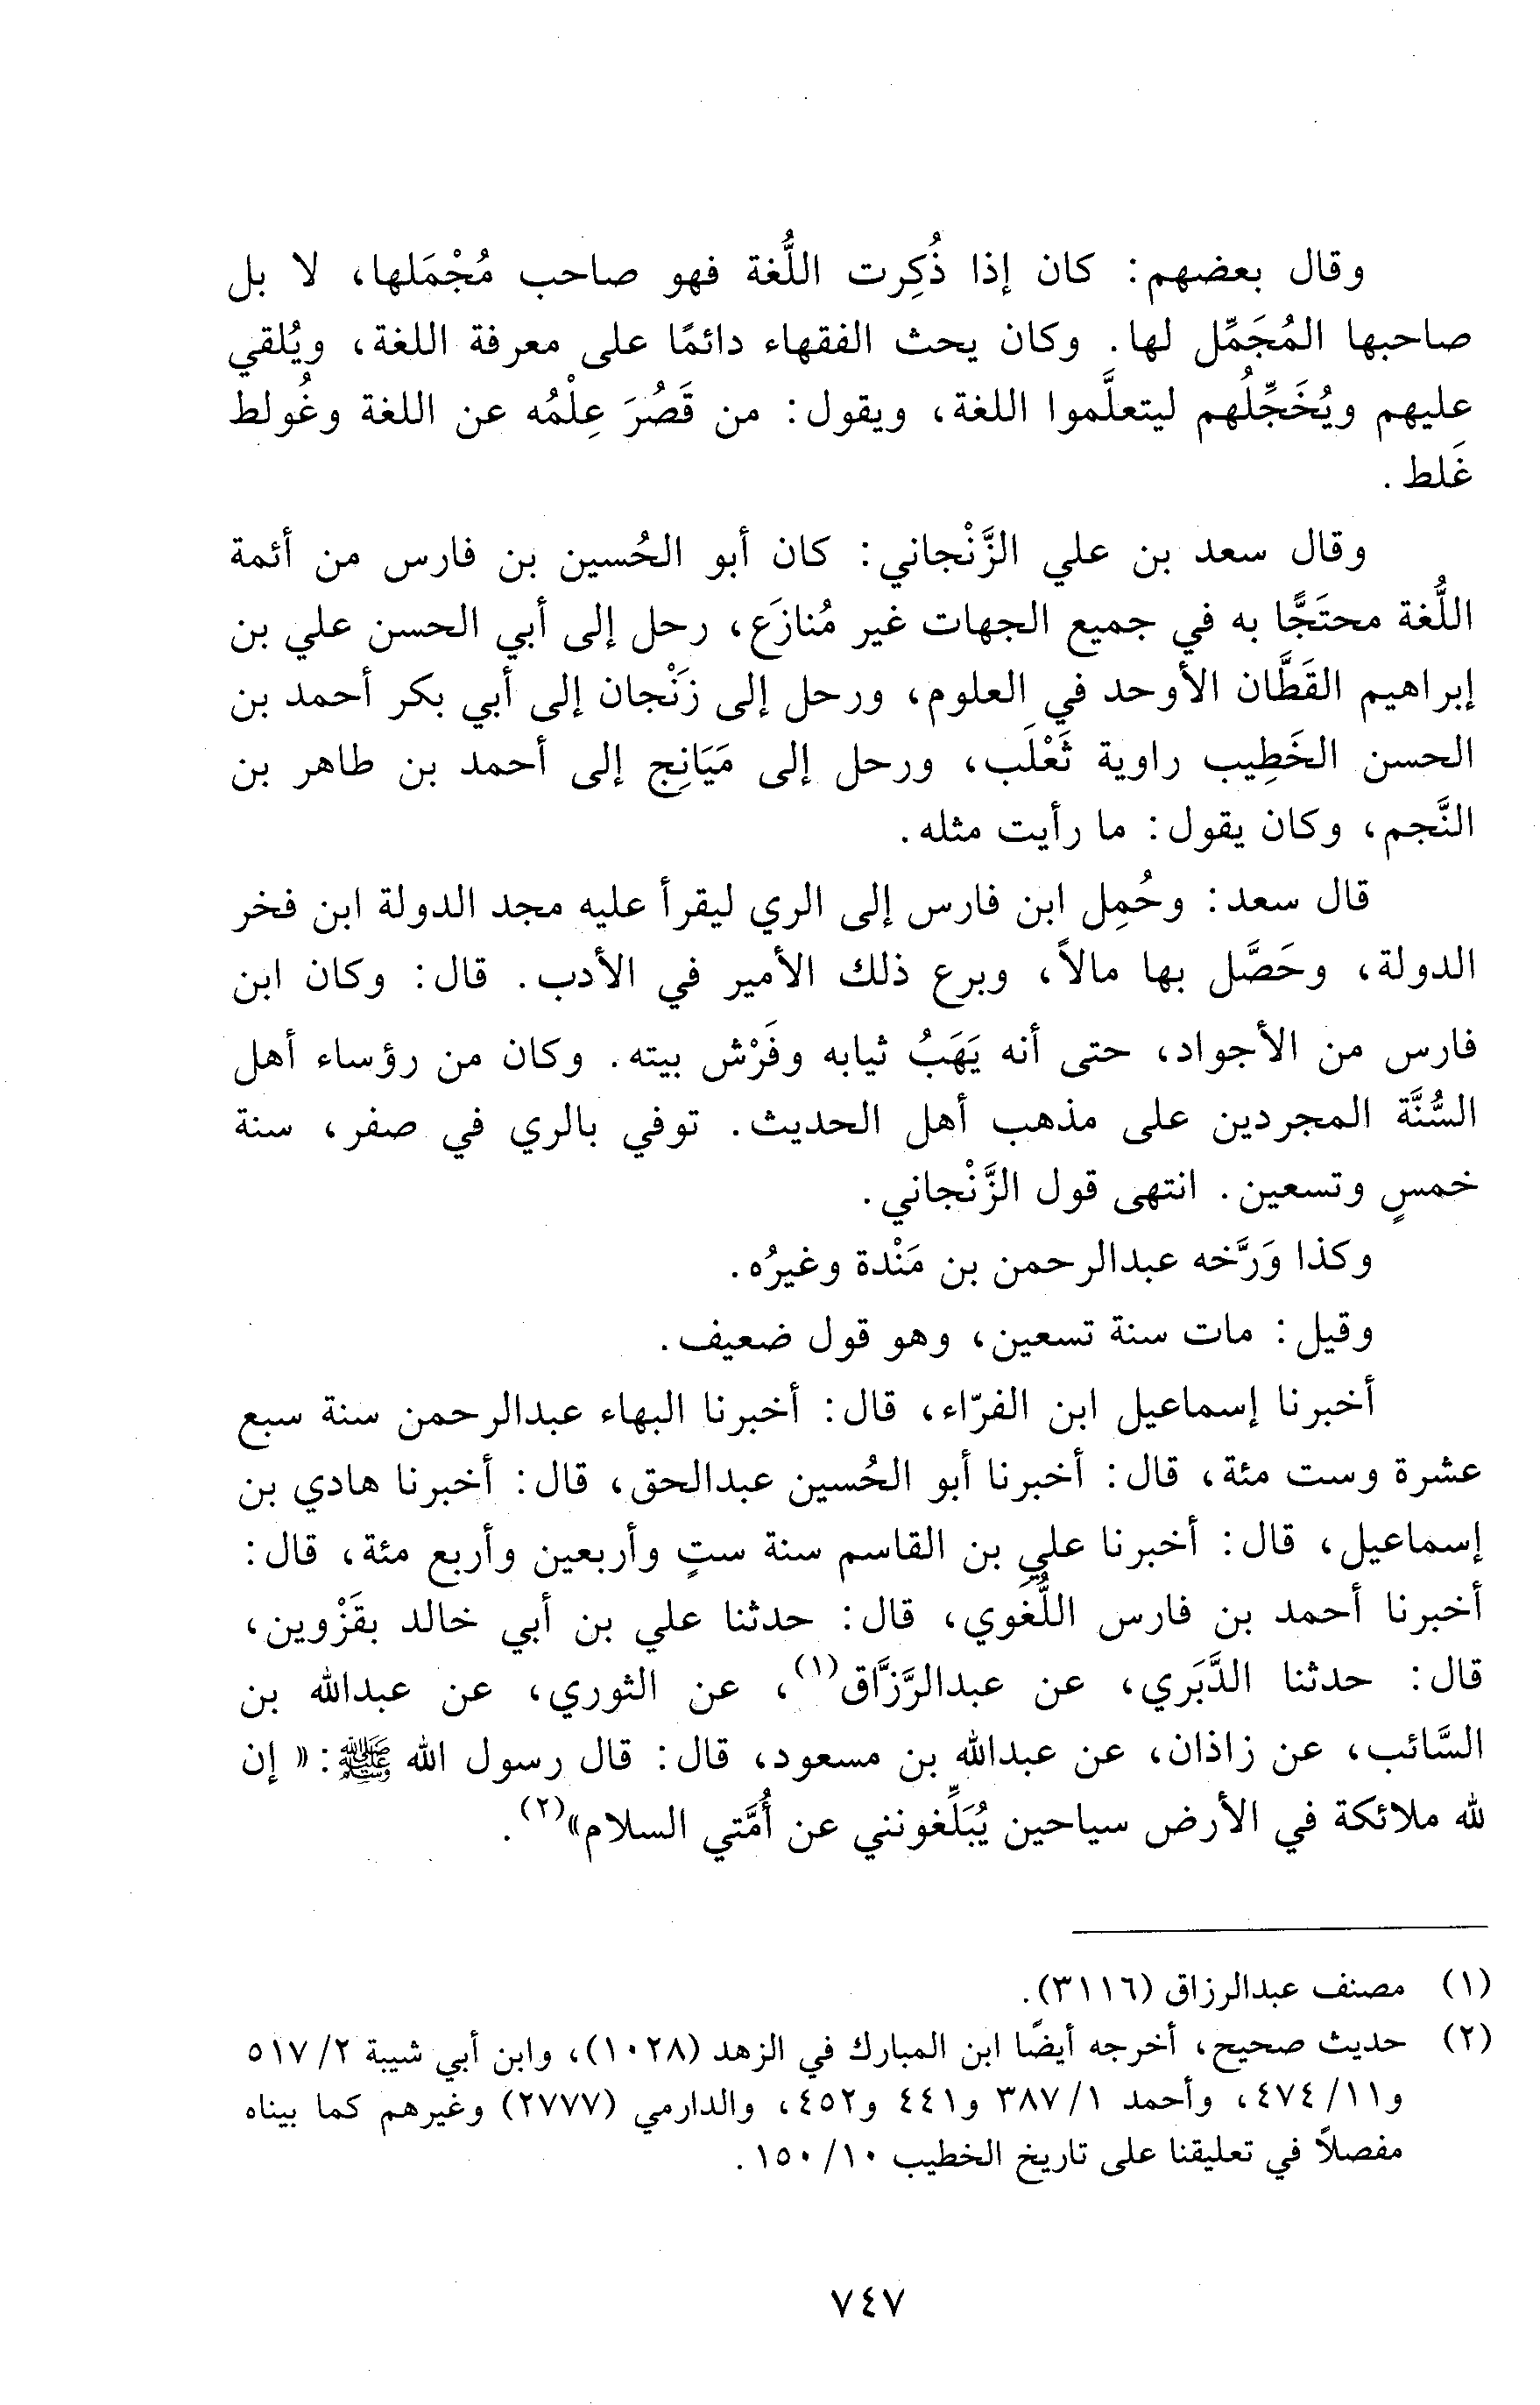 وقال بعضهم: كان إذا ذُكِرت اللُّغة فهو صاحب مُجْمَلها، لا بل
صاحبها المُجَمِّل لها. وكان يحث الفقهاء دائمًا على معرفة اللغة، ويُلقي
عليهم ويُخَجِّلُهم ليتعلَّموا اللغة، ويقول: من قَصُرَ عِلْمُه عن اللغة وغُولط
غَلط.
وقال سعد بن علي الزَّنْجاني: كان أبو الحُسين بن فارس من أئمة
اللُّغة محتَجًّا به في جميع الجهات غير مُنازَع، رحل إلى أبي الحسن علي بن
إبراهيم القَطَّان الأوحد في العلوم، ورحل إلى زَنْجان إلى أبي بكر أحمد بن
الحسن الخَطِيب راوية ثَعْلَب، ورحل إلى مَيَانِج إلى أحمد بن طاهر بن
النَّجم، وكان يقول: ما رأيت مثله.
قال سعد: وحُمِل ابن فارس إلى الري ليقرأ عليه مجد الدولة ابن فخر
الدولة، وحَصَّل بها مالاً، وبرع ذلك الأمير في الأدب. قال: وكان ابن
فارس من الأجواد، حتى أنه يَهَبُ ثيابه وفَرْش بيته. وكان من رؤساء أهل
السُّنَّة المجردين على مذهب أهل الحديث. توفي بالري في صفر، سنة
خمسٍ وتسعين. انتهى قول الزَّنْجاني.
وكذا وَرَّخه عبدالرحمن بن مَنْدة وغيرُه.
وقيل: مات سنة تسعين، وهو قول ضعيف.
أخبرنا إسماعيل ابن الفرّاء، قال: أخبرنا البهاء عبدالرحمن سنة سبع
عشرة وست مئة، قال: أخبرنا أبو الحُسين عبدالحق، قال: أخبرنا هادي بن
إسماعيل، قال: أخبرنا علي بن القاسم سنة ستٍ وأربعين وأربع مئة، قال:
أخبرنا أحمد بن فارس اللُّغَوي، قال: حدثنا علي بن أبي خالد بقَزْوين،
قال: حدثنا الدَّبَري، عن عبدالرَّزَّاق(١)، عن الثوري، عن عبدالله بن
السَّائب، عن زاذان، عن عبدالله بن مسعود، قال: قال رسول الله ﷺ: «إن
لله ملائكة في الأرض سياحين يُبَلِّغونني عن أُمَّتي السلام»(٢).
(١) مصنف عبدالرزاق (٣١١٦).
(٢) حديث صحيح، أخرجه أيضًا ابن المبارك في الزهد (١٠٢٨)، وابن أبي شيبة ٢/ ٥١٧
و١١/ ٤٧٤، وأحمد ١/ ٣٨٧ و٤٤١ و٤٥٢، والدارمي (٢٧٧٧) وغيرهم كما بيناه
مفصلاً في تعليقنا على تاريخ الخطيب ١٠/ ١٥٠.
٧٤٧